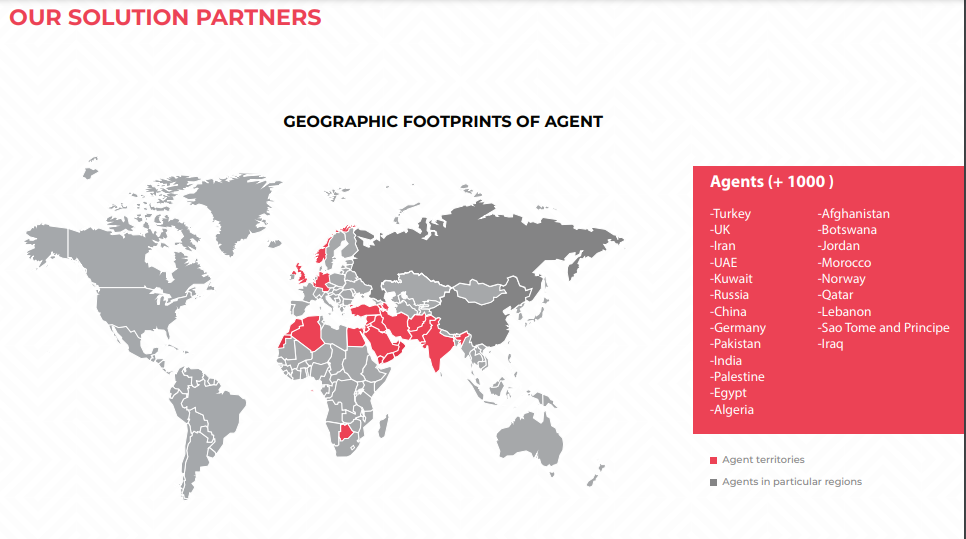 OUR SOLUTION PARTNERS
GEOGRAPHIC FOOTPRINTS OF AGENT
Agents (+ 1000 )
-Turkey
-UK
-Iran
-UAE
-Kuwait
-Russia
-China
-Germany
-Pakistan
-India
-Palestine
-Egypt
-Algeria
-Afghanistan
-Botswana
-Jordan
-Morocco
-Norway
-Qatar
-Lebanon
-Sao Tome and Principe
-Iraq
Agent territories
Agents in particular regions